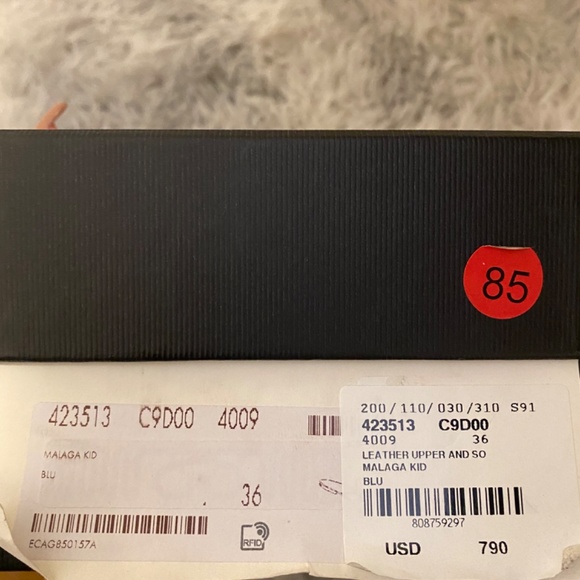 85
423513 C9D00 4009
MALAGA KID
BLU
. 36
ECAGB50157A
RFID
200/110/030/310 S91
423513 C9D00
4009 36
LEATHER UPPER AND SO
MALAGA KID
BLU
808759297
USD 790